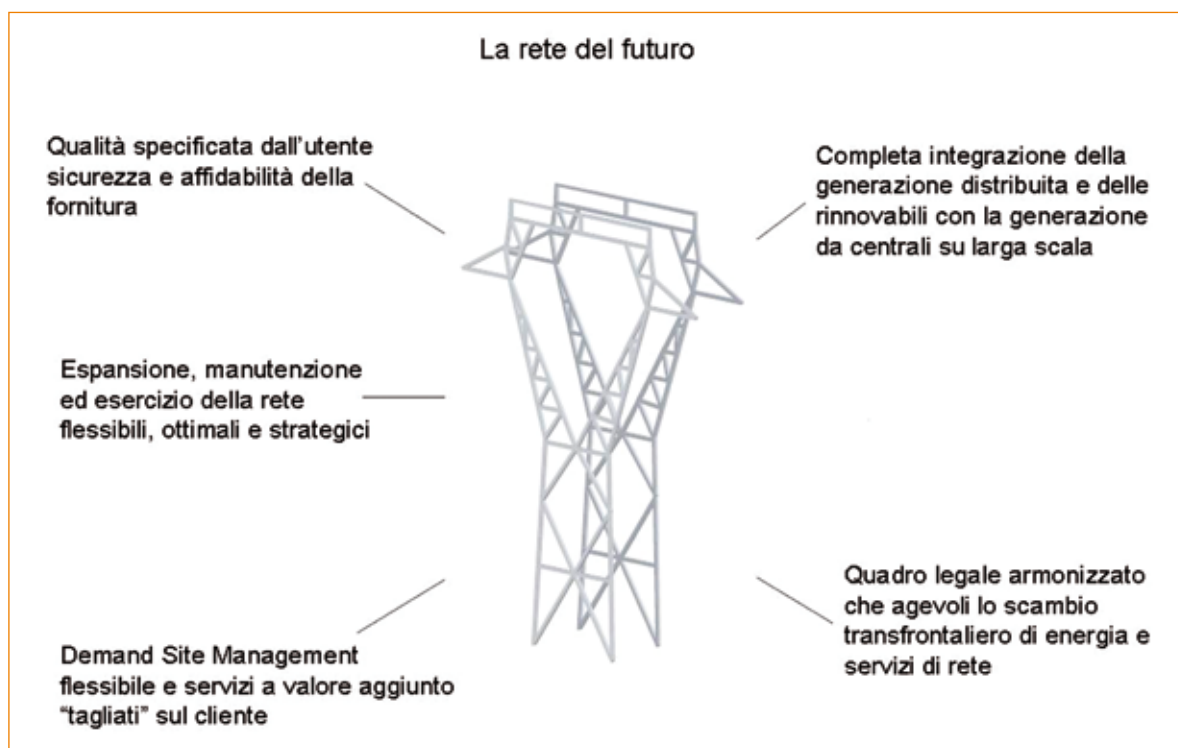 La rete del futuro
Qualità specificata dall'utente
sicurezza e affidabilità della
fornitura
Completa integrazione della
generazione distribuita e delle
rinnovabili con la generazione
da centrali su larga scala
Espansione, manutenzione
ed esercizio della rete
flessibili, ottimali e strategici
Quadro legale armonizzato
che agevoli lo scambio
transfrontaliero di energia e
servizi di rete
Demand Site Management
flessibile e servizi a valore aggiunto
“tagliati” sul cliente